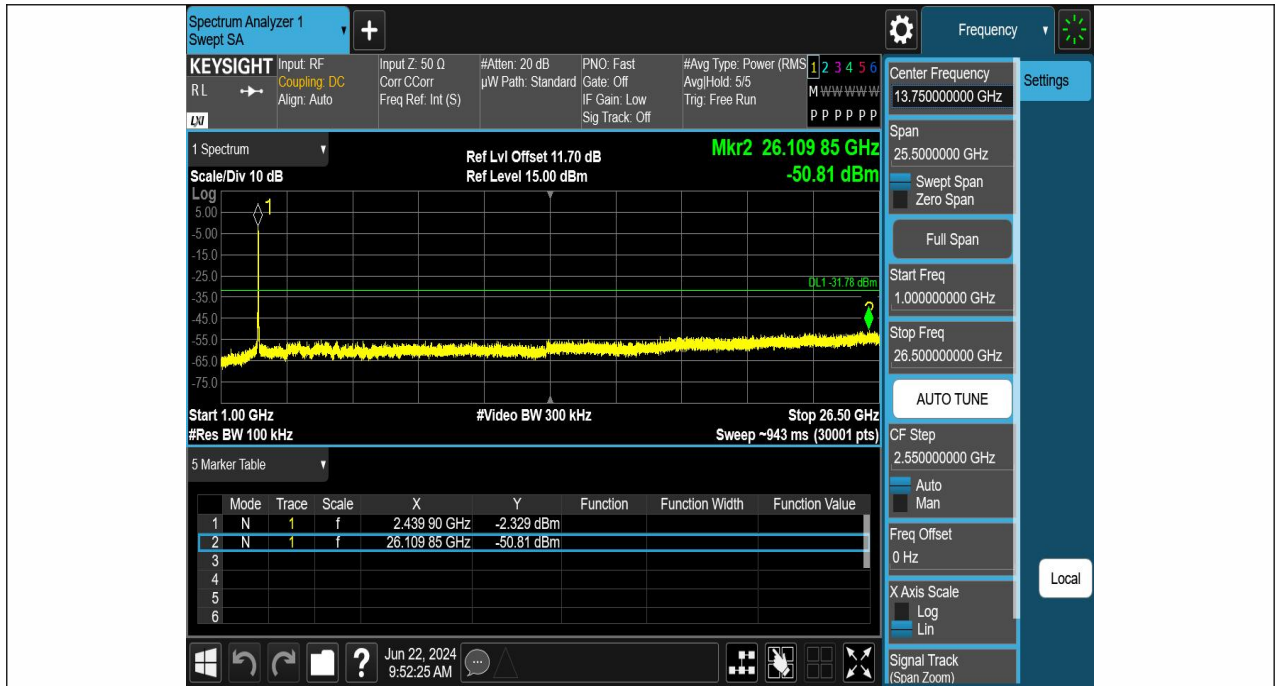 Spectrum Analyzer 1
Swept SA
+
Frequency
KEYSIGHT
RL
LXI
Input: RF
Coupling: DC
Align: Auto
Input Z: 50 Ω
Corr CCorr
Freq Ref: Int (S)
#Atten: 20 dB
µW Path: Standard
PNO: Fast
Gate: Off
IF Gain: Low
Sig Track: Off
#Avg Type: Power (RMS
Avg|Hold: 5/5
Trig: Free Run
1 2 3 4 5 6
M W W W W W
P P P P P P
1 Spectrum
Scale/Div 10 dB
Ref Lvl Offset 11.70 dB
Ref Level 15.00 dBm
Mkr2 26.109 85 GHz
-50.81 dBm
Log
5.00
-5.00
-15.0
-25.0
-35.0
-45.0
-55.0
-65.0
-75.0
1
DL1 -31.78 dBm
2
Start 1.00 GHz
#Res BW 100 kHz
#Video BW 300 kHz
Stop 26.50 GHz
Sweep ~943 ms (30001 pts)
5 Marker Table
Mode Trace Scale X Y Function Function Width Function Value
1 N 1 f 2.439 90 GHz -2.329 dBm
2 N 1 f 26.109 85 GHz -50.81 dBm
3
4
5
6
?
Jun 22, 2024
9:52:25 AM
Center Frequency
13.750000000 GHz
Span
25.5000000 GHz
Swept Span
Zero Span
Full Span
Start Freq
1.000000000 GHz
Stop Freq
26.500000000 GHz
AUTO TUNE
CF Step
2.550000000 GHz
Auto
Man
Freq Offset
0 Hz
X Axis Scale
Log
Lin
Signal Track
(Span Zoom)
Settings
Local